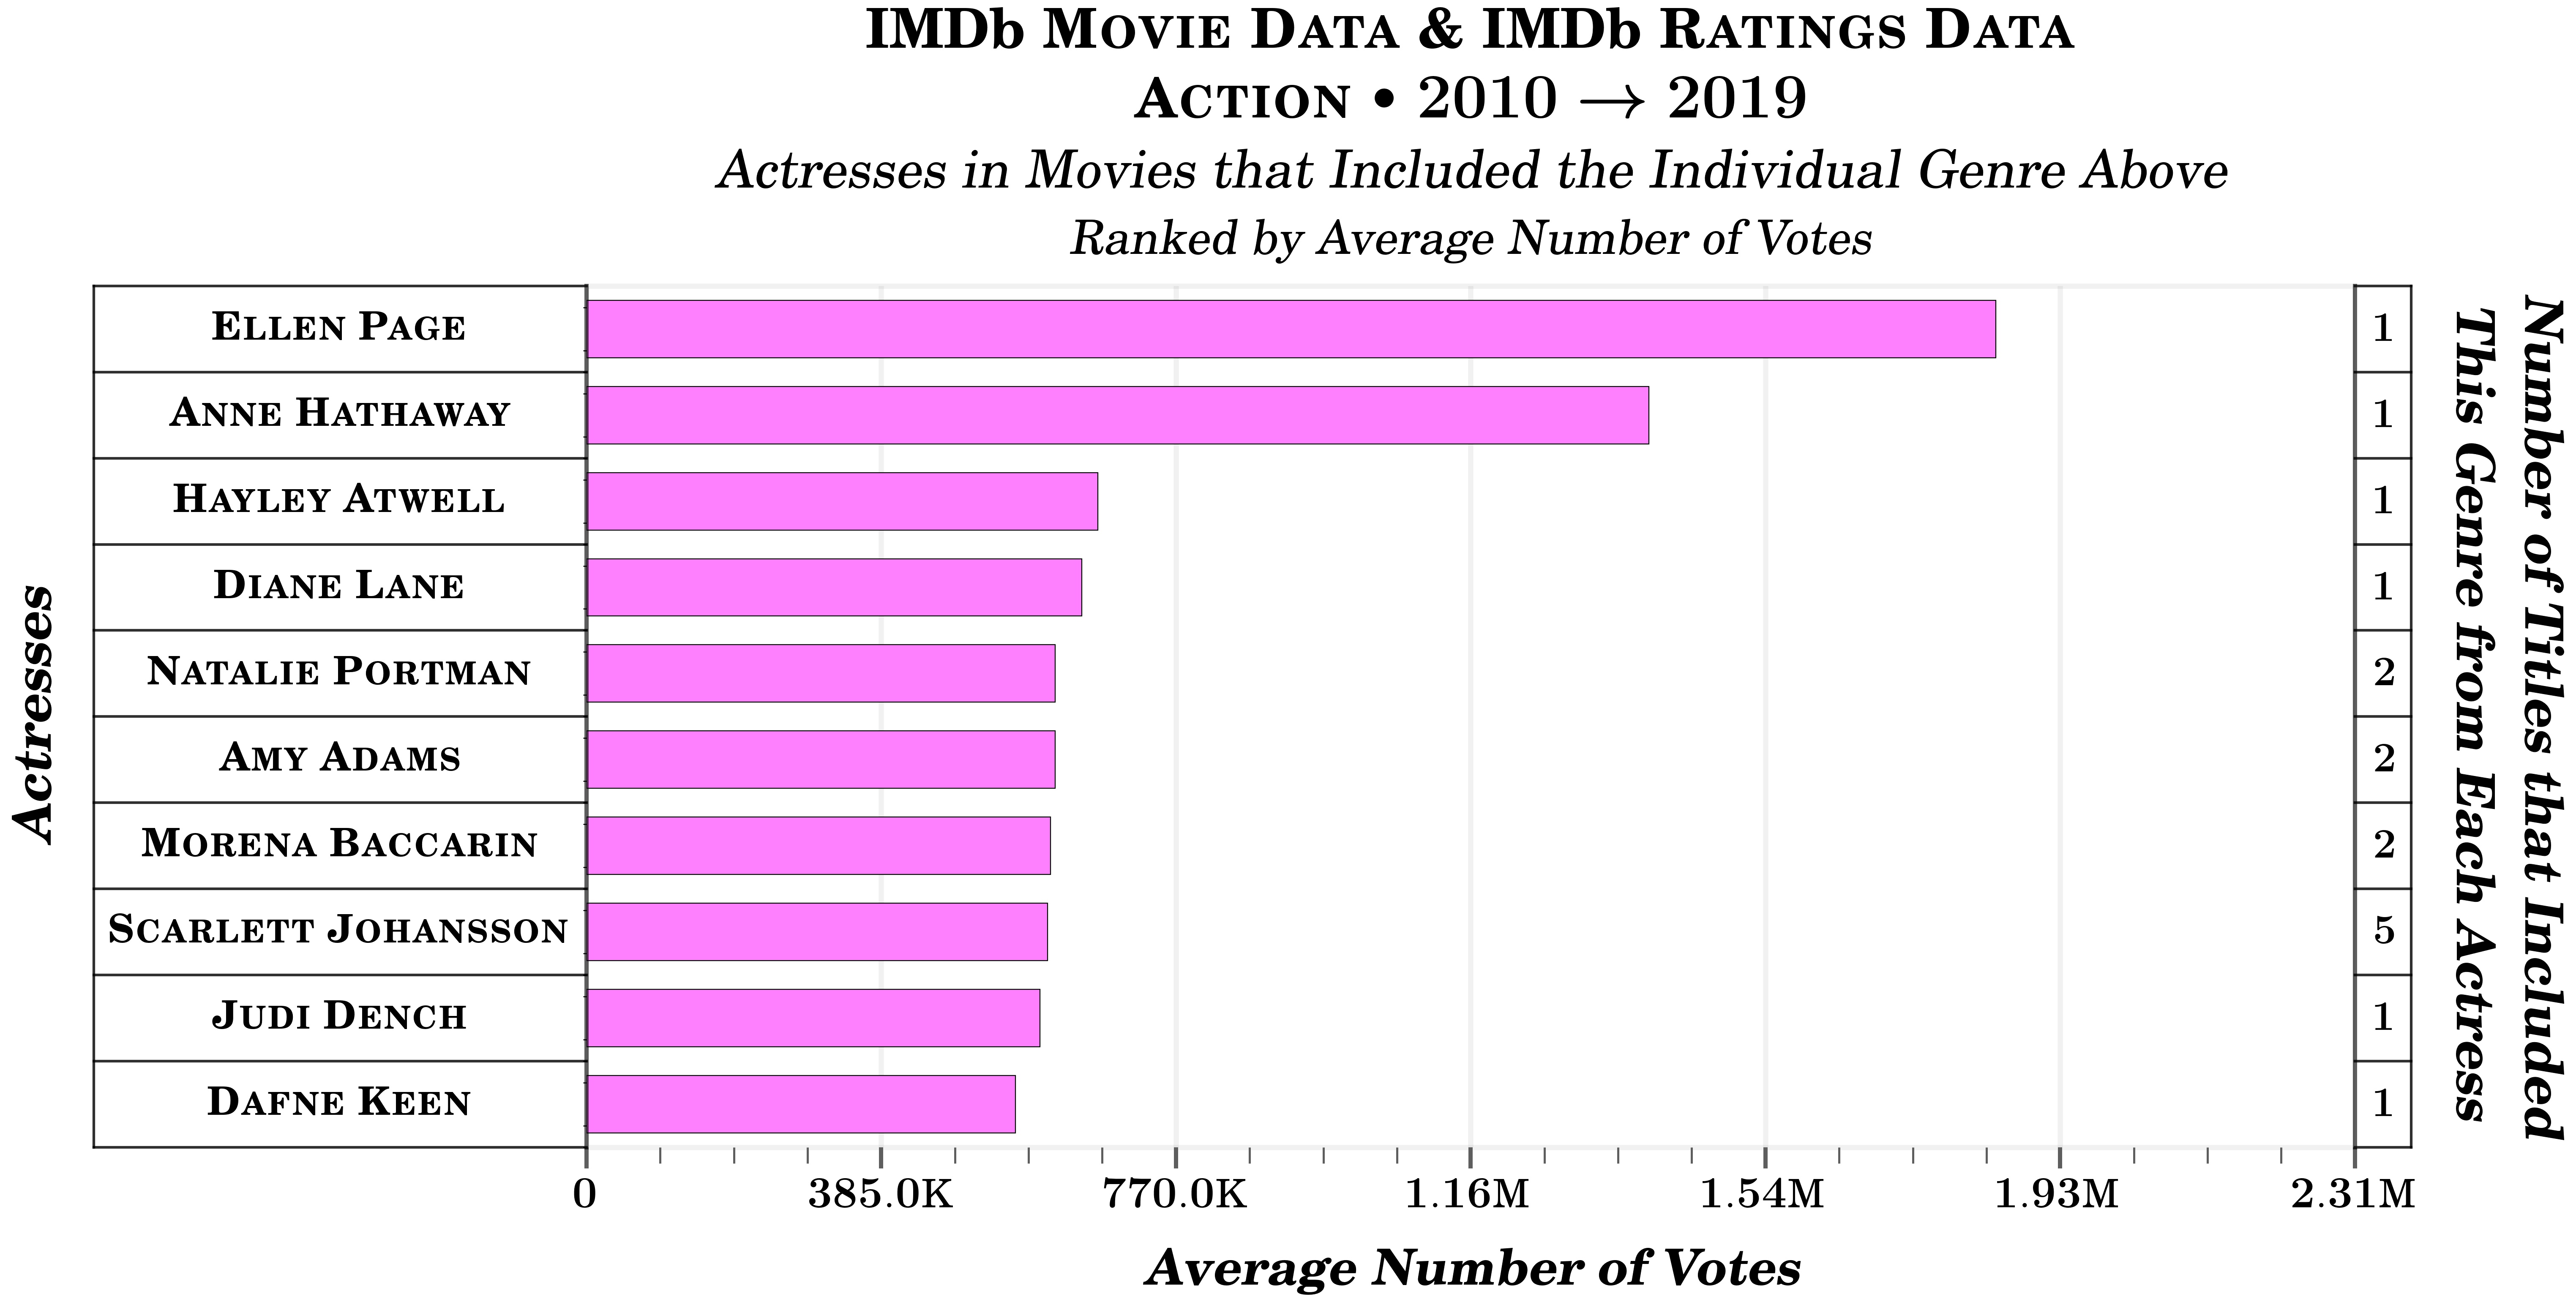 IMDb Movie Data & IMDb Ratings Data
Action • 2010 → 2019
Actresses in Movies that Included the Individual Genre Above
Ranked by Average Number of Votes
Actresses
Ellen Page 1
Anne Hathaway 1
Hayley Atwell 1
Diane Lane 1
Natalie Portman 2
Amy Adams 2
Morena Baccarin 2
Scarlett Johansson 5
Judi Dench 1
Dafne Keen 1
0 385.0K 770.0K 1.16M 1.54M 1.93M 2.31M
Average Number of Votes
Number of Titles that Included
This Genre from Each Actress